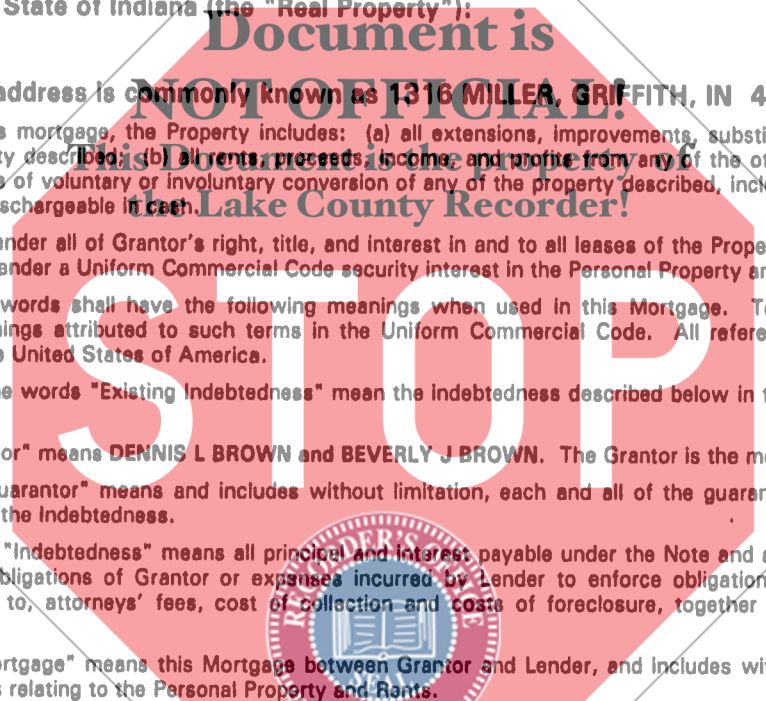 State of Indiana (the "Real Property"):
Document is
NOT OFFICIAL!
address is commonly known as 1316 MILLER, GRIFFITH, IN 4
s mortgage, the Property includes: (a) all extensions, improvements, substi
This Document is the property of
ty described; (b) all rents, proceeds, income, and profits from any of the ot
s of voluntary or involuntary conversion of any of the property described, incl
the Lake County Recorder!
schargeable in cash.
ender all of Grantor's right, title, and interest in and to all leases of the Prope
ender a Uniform Commercial Code security interest in the Personal Property an
STOP
words shall have the following meanings when used in this Mortgage. Te
nings attributed to such terms in the Uniform Commercial Code. All refere
e United States of America.
he words "Existing Indebtedness" mean the indebtedness described below in t
or" means DENNIS L BROWN and BEVERLY J BROWN. The Grantor is the mo
uarantor" means and includes without limitation, each and all of the guaran
the Indebtedness.
"Indebtedness" means all principal and interest payable under the Note and a
bligations of Grantor or expenses incurred by Lender to enforce obligation
to, attorneys' fees, cost of collection and costs of foreclosure, together
RECORDER'S OFFICE
SEAL
ortgage" means this Mortgage between Grantor and Lender, and includes wit
s relating to the Personal Property and Rents.